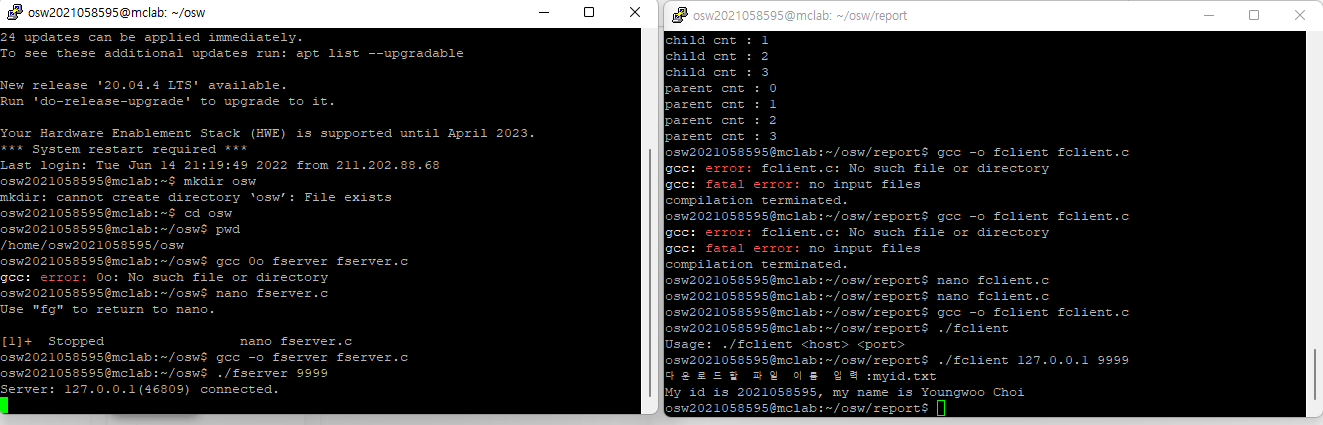 osw2021058595@mclab: ~/osw
24 updates can be applied immediately.
To see these additional updates run: apt list --upgradable
New release '20.04.4 LTS' available.
Run 'do-release-upgrade' to upgrade to it.
Your Hardware Enablement Stack (HWE) is supported until April 2023.
*** System restart required ***
Last login: Tue Jun 14 21:19:49 2022 from 211.202.88.68
osw2021058595@mclab:~$ mkdir osw
mkdir: cannot create directory ‘osw’: File exists
osw2021058595@mclab:~$ cd osw
osw2021058595@mclab:~/osw$ pwd
/home/osw2021058595/osw
osw2021058595@mclab:~/osw$ gcc 0o fserver fserver.c
gcc: error: 0o: No such file or directory
osw2021058595@mclab:~/osw$ nano fserver.c
Use "fg" to return to nano.
[1]+  Stopped                 nano fserver.c
osw2021058595@mclab:~/osw$ gcc -o fserver fserver.c
osw2021058595@mclab:~/osw$ ./fserver 9999
Server: 127.0.0.1(46809) connected.
osw2021058595@mclab: ~/osw/report
child cnt : 1
child cnt : 2
child cnt : 3
parent cnt : 0
parent cnt : 1
parent cnt : 2
parent cnt : 3
osw2021058595@mclab:~/osw/report$ gcc -o fclient fclient.c
gcc: error: fclient.c: No such file or directory
gcc: fatal error: no input files
compilation terminated.
osw2021058595@mclab:~/osw/report$ gcc -o fclient fclient.c
gcc: error: fclient.c: No such file or directory
gcc: fatal error: no input files
compilation terminated.
osw2021058595@mclab:~/osw/report$ nano fclient.c
osw2021058595@mclab:~/osw/report$ nano fclient.c
osw2021058595@mclab:~/osw/report$ gcc -o fclient fclient.c
osw2021058595@mclab:~/osw/report$ ./fclient
Usage: ./fclient <host> <port>
osw2021058595@mclab:~/osw/report$ ./fclient 127.0.0.1 9999
다운로드할 파일 이름 입력:myid.txt
My id is 2021058595, my name is Youngwoo Choi
osw2021058595@mclab:~/osw/report$